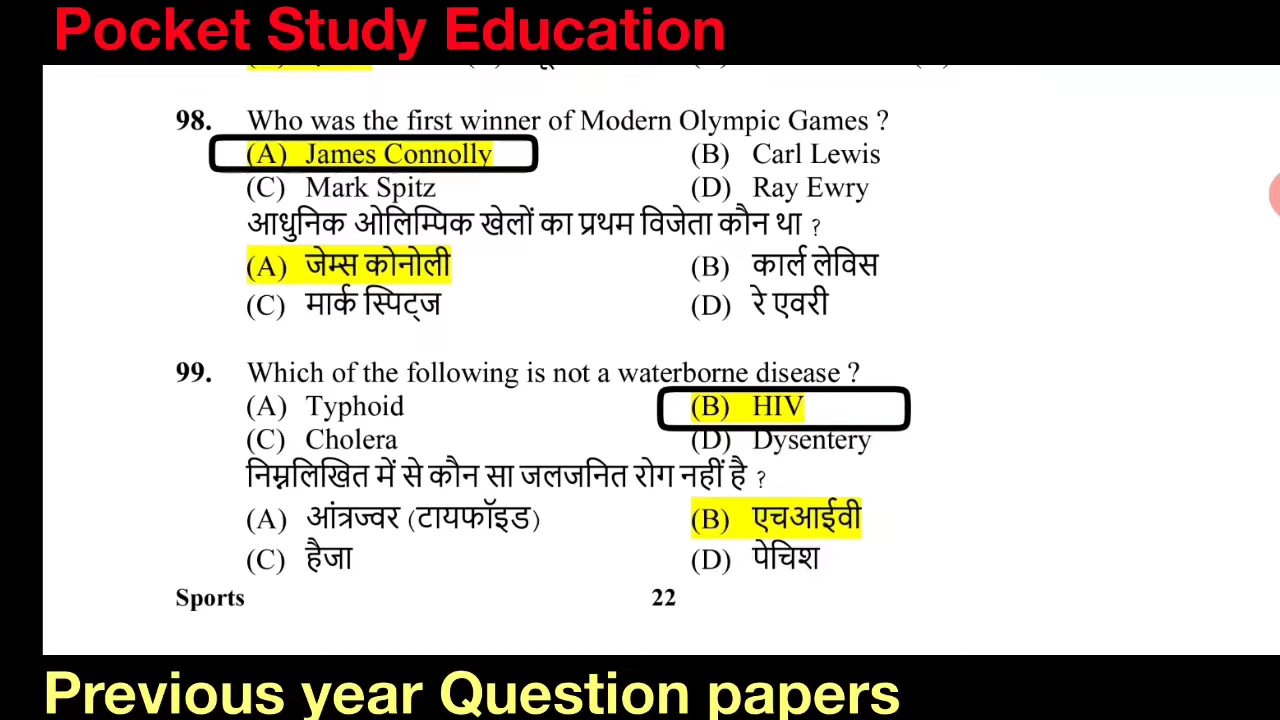 Pocket Study Education
98. Who was the first winner of Modern Olympic Games ?
(A) James Connolly (B) Carl Lewis
(C) Mark Spitz (D) Ray Ewry
आधुनिक ओलिम्पिक खेलों का प्रथम विजेता कौन था ?
(A) जेम्स कोनोली (B) कार्ल लेविस
(C) मार्क स्पिट्ज (D) रे एवरी
99. Which of the following is not a waterborne disease ?
(A) Typhoid (B) HIV
(C) Cholera (D) Dysentery
निम्नलिखित में से कौन सा जलजनित रोग नहीं है ?
(A) आंत्रज्वर (टायफॉइड) (B) एचआईवी
(C) हैजा (D) पेचिश
Sports 22
Previous year Question papers